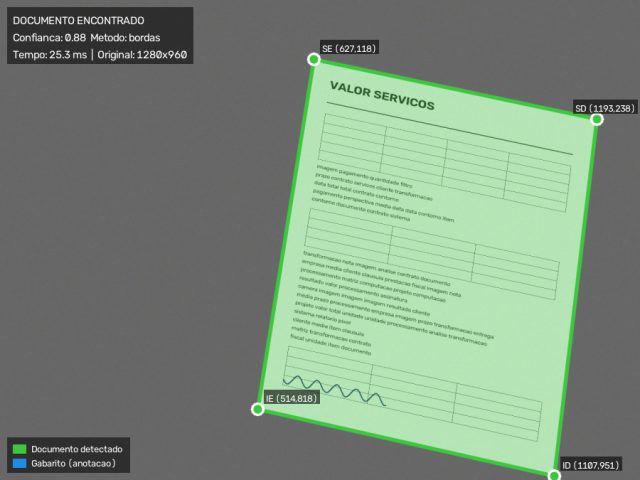 DOCUMENTO ENCONTRADO
Confianca: 0.88 Metodo: bordas
Tempo: 25.3 ms | Original: 1280x960
SE (627,118)
SD (1193,238)
VALOR SERVICOS
imagem pagamento quantidade filtro
prazo contrato servicos cliente transformacao
data total total contrato conforme
pagamento perspectiva media data data contorno item
conforme documento contrato sistema
transformacao nota imagem analise contrato documento
empresa media cliente clausula prestacao fiscal imagem nota
processamento matriz computacao projeto computacao
resultado valor processamento assinatura
camera imagem imagem imagem resultado cliente
media prazo processamento empresa imagem prazo transformacao entrega
projeto valor total unidade unidade processamento analise transformacao
sistema relatorio pixel
cliente media item clausula
matriz transformacao contrato
fiscal unidade item documento
IE (514,818)
ID (1107,951)
Documento detectado
Gabarito (anotacao)